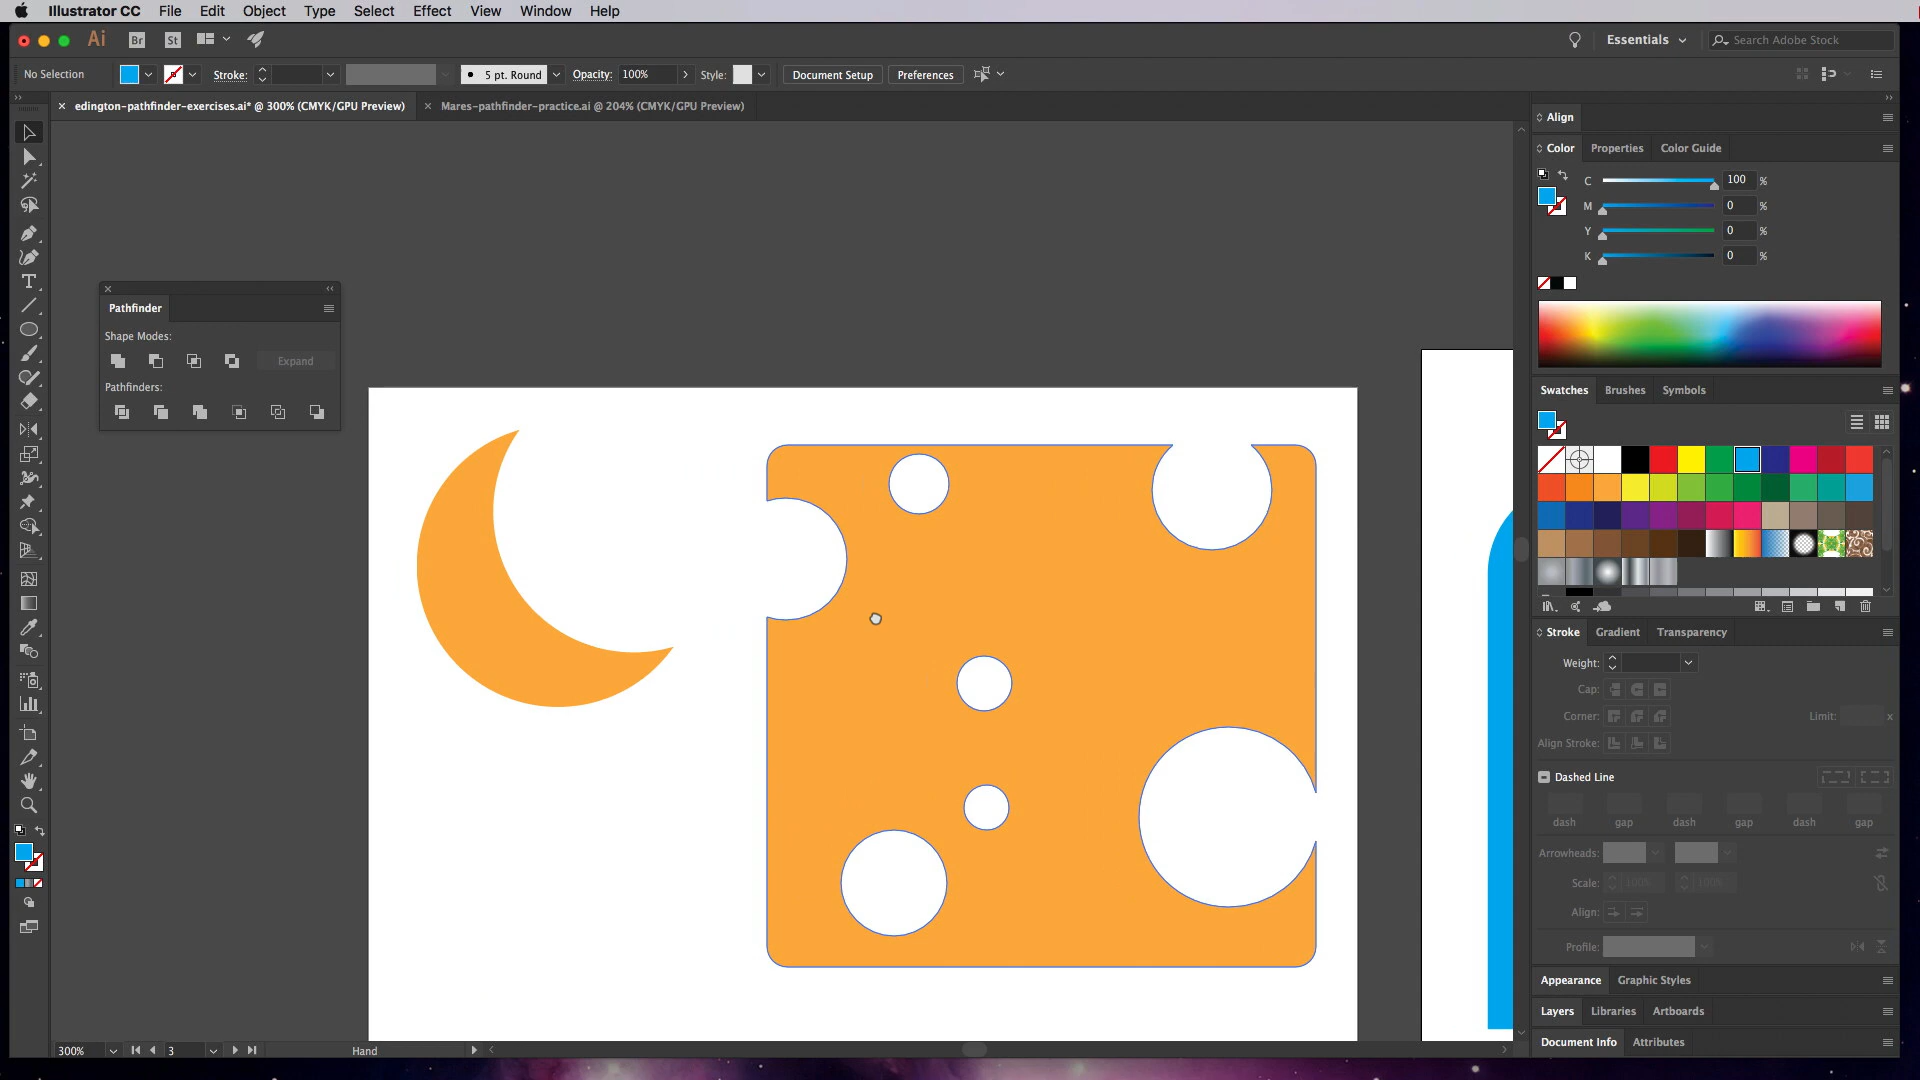 Illustrator CC File Edit Object Type Select Effect View Window Help
Ai Br St Essentials Search Adobe Stock
No Selection Stroke: 5 pt. Round Opacity: 100% Style: Document Setup Preferences
edington-pathfinder-exercises.ai* @ 300% (CMYK/GPU Preview) Mares-pathfinder-practice.ai @ 204% (CMYK/GPU Preview)
Align
Color Properties Color Guide
C 100 %
M 0 %
Y 0 %
K 0 %
Pathfinder
Shape Modes:
Expand
Pathfinders:
Swatches Brushes Symbols
Stroke Gradient Transparency
Weight:
Cap:
Corner: Limit: x
Align Stroke:
Dashed Line
dash gap dash gap dash gap
Arrowheads:
Scale: 100% 100%
Align:
Profile:
Appearance Graphic Styles
Layers Libraries Artboards
Document Info Attributes
300% 3 Hand